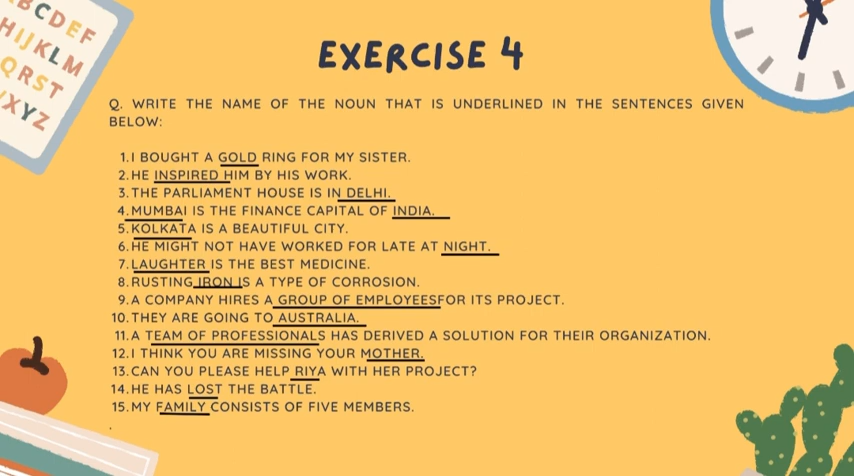 BCDEF
HIJKLM
QRST
XYZ
EXERCISE 4
Q. WRITE THE NAME OF THE NOUN THAT IS UNDERLINED IN THE SENTENCES GIVEN
BELOW:
1. I BOUGHT A GOLD RING FOR MY SISTER.
2. HE INSPIRED HIM BY HIS WORK.
3. THE PARLIAMENT HOUSE IS IN DELHI.
4. MUMBAI IS THE FINANCE CAPITAL OF INDIA.
5. KOLKATA IS A BEAUTIFUL CITY.
6. HE MIGHT NOT HAVE WORKED FOR LATE AT NIGHT.
7. LAUGHTER IS THE BEST MEDICINE.
8. RUSTING IRON IS A TYPE OF CORROSION.
9. A COMPANY HIRES A GROUP OF EMPLOYEESFOR ITS PROJECT.
10. THEY ARE GOING TO AUSTRALIA.
11. A TEAM OF PROFESSIONALS HAS DERIVED A SOLUTION FOR THEIR ORGANIZATION.
12. I THINK YOU ARE MISSING YOUR MOTHER.
13. CAN YOU PLEASE HELP RIYA WITH HER PROJECT?
14. HE HAS LOST THE BATTLE.
15. MY FAMILY CONSISTS OF FIVE MEMBERS.
.